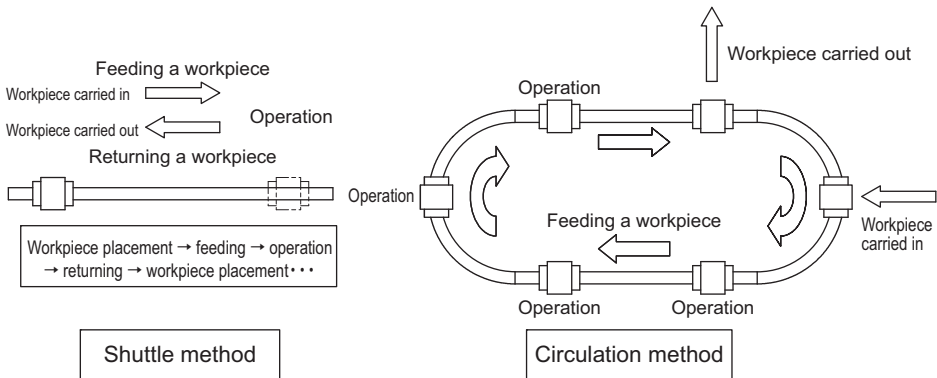 Feeding a workpiece
Workpiece carried in
Operation
Workpiece carried out
Returning a workpiece
Workpiece placement → feeding → operation
→ returning → workpiece placement・・・
Shuttle method
Workpiece carried out
Operation
Operation
Feeding a workpiece
Workpiece
carried in
Operation
Operation
Circulation method